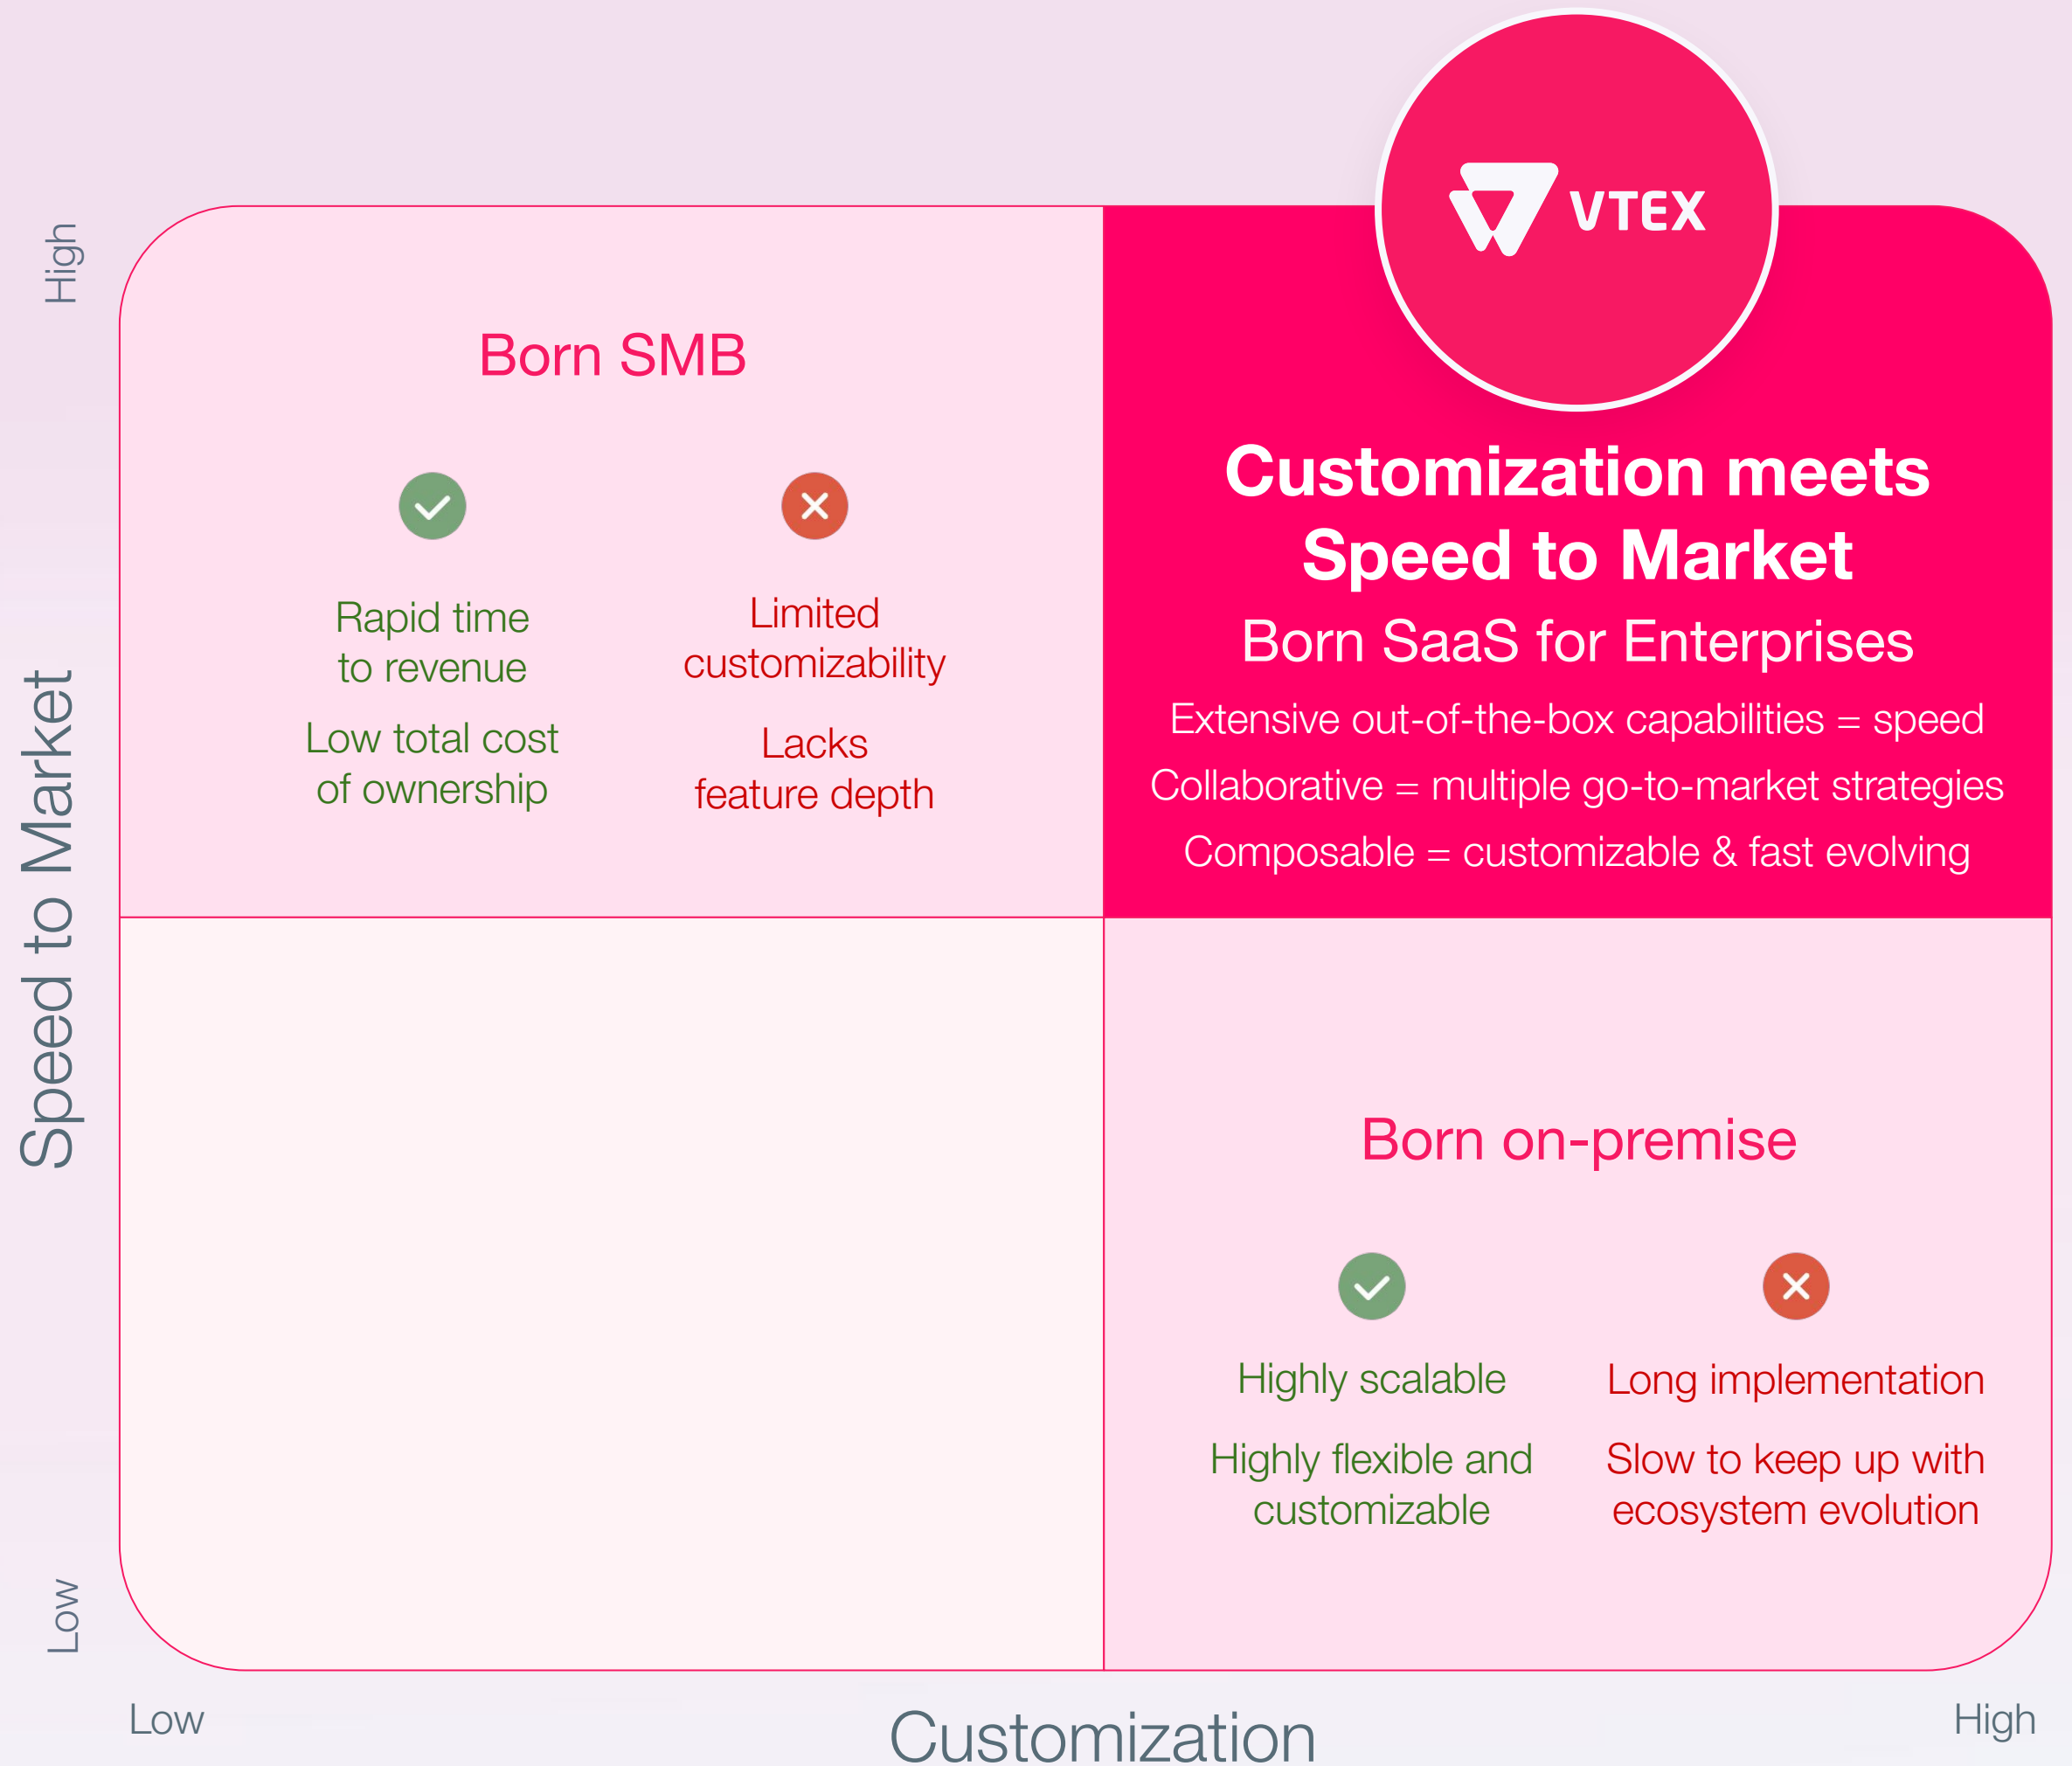 VTEX
High
Born SMB
Rapid time
to revenue
Low total cost
of ownership
Limited
customizability
Lacks
feature depth
Customization meets
Speed to Market
Born SaaS for Enterprises
Extensive out-of-the-box capabilities = speed
Collaborative = multiple go-to-market strategies
Composable = customizable & fast evolving
Speed to Market
Born on-premise
Highly scalable
Highly flexible and
customizable
Long implementation
Slow to keep up with
ecosystem evolution
Low
Low
Customization
High